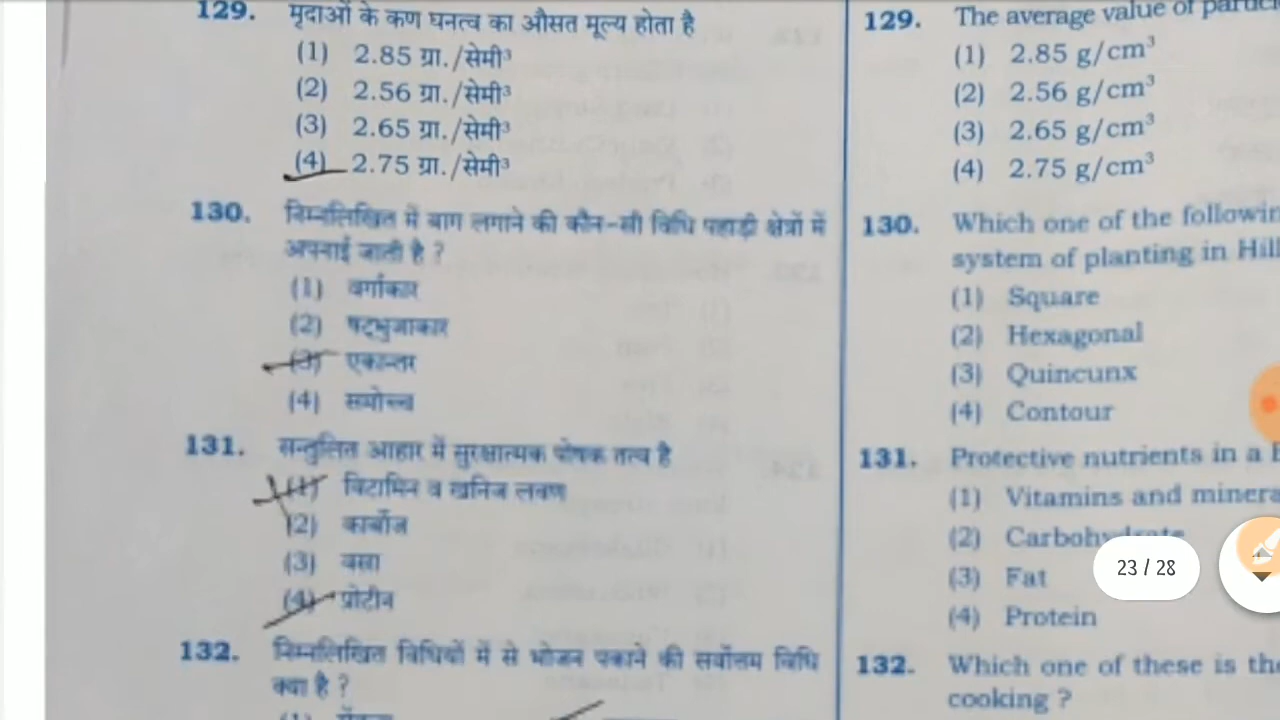 129. मृदाओं के कण घनत्व का औसत मूल्य होता है
(1) 2.85 ग्रा./सेमी³
(2) 2.56 ग्रा./सेमी³
(3) 2.65 ग्रा./सेमी³
(4) 2.75 ग्रा./सेमी³
130. निम्नलिखित में बाग लगाने की कौन-सी विधि पहाड़ी क्षेत्रों में
अपनाई जाती है ?
(1) वर्गाकार
(2) षट्भुजाकार
(3) एकान्तर
(4) समोच्च
131. सन्तुलित आहार में सुरक्षात्मक पोषक तत्व है
(1) विटामिन व खनिज लवण
(2) कार्बोज
(3) वसा
(4) प्रोटीन
132. निम्नलिखित विधियों में से भोजन पकाने की सर्वोत्तम विधि
क्या है ?
129. The average value of
(1) 2.85 g/cm³
(2) 2.56 g/cm³
(3) 2.65 g/cm³
(4) 2.75 g/cm³
130. Which one of the
system of planting in
(1) Square
(2) Hexagonal
(3) Quincunx
(4) Contour
131. Protective nutrients in a
(1) Vitamins and
(2)
(3) Fat
(4) Protein
132. Which one of these is
cooking ?
23 / 28